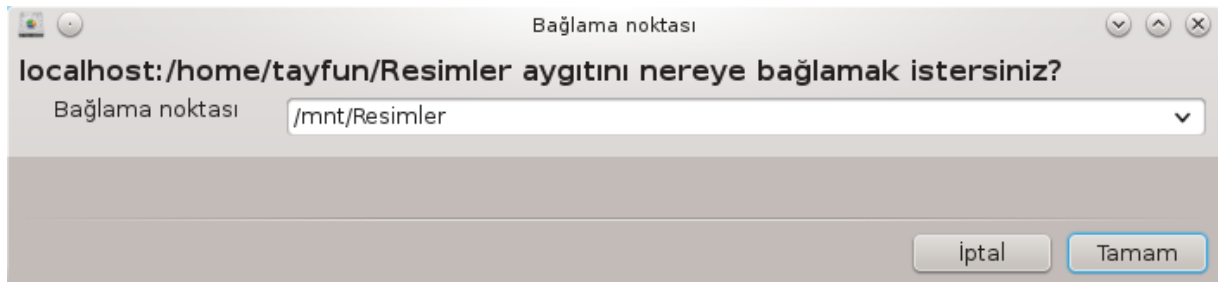 Bağlama noktası
localhost:/home/tayfun/Resimler aygıtını nereye bağlamak istersiniz?
Bağlama noktası /mnt/Resimler
İptal Tamam